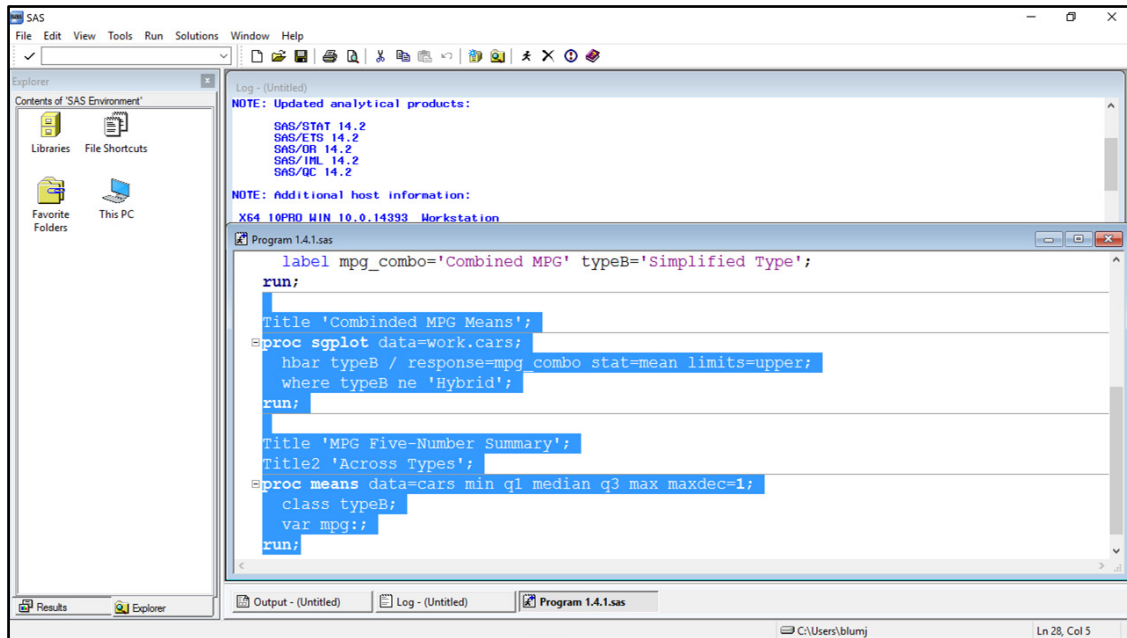 SAS
File Edit View Tools Run Solutions Window Help
Explorer
Contents of 'SAS Environment'
Libraries
File Shortcuts
Favorite Folders
This PC
Log - (Untitled)
NOTE: Updated analytical products:
SAS/STAT 14.2
SAS/ETS 14.2
SAS/OR 14.2
SAS/IML 14.2
SAS/QC 14.2
NOTE: Additional host information:
X64_10PRO WIN 10.0.14393 Workstation
Program 1.4.1.sas
label mpg_combo='Combined MPG' typeB='Simplified Type';
run;
Title 'Combinded MPG Means';
proc sgplot data=work.cars;
hbar typeB / response=mpg_combo stat=mean limits=upper;
where typeB ne 'Hybrid';
run;
Title 'MPG Five-Number Summary';
Title2 'Across Types';
proc means data=cars min q1 median q3 max maxdec=1;
class typeB;
var mpg:;
run;
Results
Explorer
Output - (Untitled)
Log - (Untitled)
Program 1.4.1.sas
C:\Users\blumj
Ln 28, Col 5